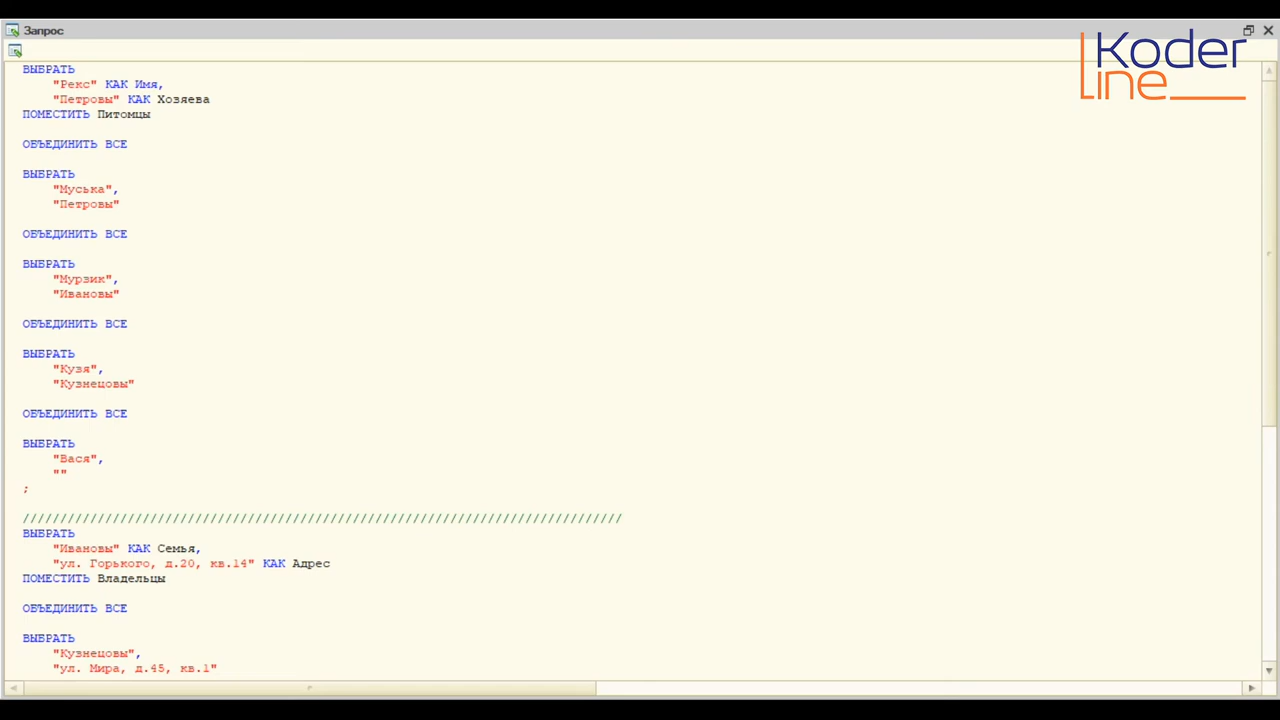 Запрос
Koder
Line
ВЫБРАТЬ
"Рекс" КАК Имя,
"Петровы" КАК Хозяева
ПОМЕСТИТЬ Питомцы
ОБЪЕДИНИТЬ ВСЕ
ВЫБРАТЬ
"Муська",
"Петровы"
ОБЪЕДИНИТЬ ВСЕ
ВЫБРАТЬ
"Мурзик",
"Ивановы"
ОБЪЕДИНИТЬ ВСЕ
ВЫБРАТЬ
"Кузя",
"Кузнецовы"
ОБЪЕДИНИТЬ ВСЕ
ВЫБРАТЬ
"Вася",
""
;
////////////////////////////////////////////////////////////////////////////////
ВЫБРАТЬ
"Ивановы" КАК Семья,
"ул. Горького, д.20, кв.14" КАК Адрес
ПОМЕСТИТЬ Владельцы
ОБЪЕДИНИТЬ ВСЕ
ВЫБРАТЬ
"Кузнецовы",
"ул. Мира, д.45, кв.1"